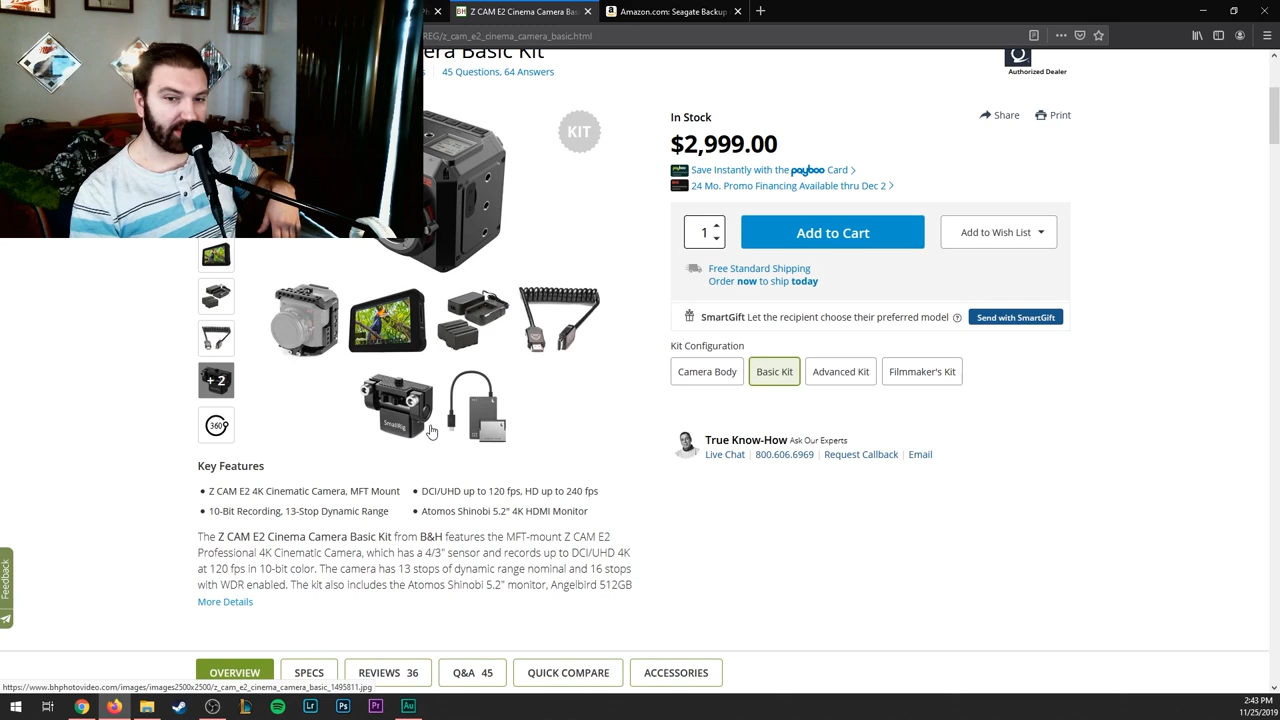 Z CAM E2 Cinema Camera Bas
Amazon.com: Seagate Backup
REG/z_cam_e2_cinema_camera_basic.html
era Basic Kit
45 Questions, 64 Answers
Authorized Dealer
KIT
In Stock
Share
Print
$2,999.00
Save Instantly with the payboo Card
24 Mo. Promo Financing Available thru Dec 2
1
Add to Cart
Add to Wish List
Free Standard Shipping
Order now to ship today
SmartGift Let the recipient choose their preferred model
Send with SmartGift
Kit Configuration
Camera Body
Basic Kit
Advanced Kit
Filmmaker's Kit
+ 2
SmallRig
360
True Know-How Ask Our Experts
Live Chat | 800.606.6969 | Request Callback | Email
Key Features
• Z CAM E2 4K Cinematic Camera, MFT Mount
• DCI/UHD up to 120 fps, HD up to 240 fps
• 10-Bit Recording, 13-Stop Dynamic Range
• Atomos Shinobi 5.2" 4K HDMI Monitor
The Z CAM E2 Cinema Camera Basic Kit from B&H features the MFT-mount Z CAM E2
Professional 4K Cinematic Camera, which has a 4/3" sensor and records up to DCI/UHD 4K
at 120 fps in 10-bit color. The camera has 13 stops of dynamic range nominal and 16 stops
with WDR enabled. The kit also includes the Atomos Shinobi 5.2" monitor, Angelbird 512GB
More Details
Feedback
OVERVIEW
SPECS
REVIEWS 36
Q&A 45
QUICK COMPARE
ACCESSORIES
https://www.bhphotovideo.com/images/images2500x2500/z_cam_e2_cinema_camera_basic_1495811.jpg
Lr
Ps
Pr
Au
2:43 PM
11/25/2019